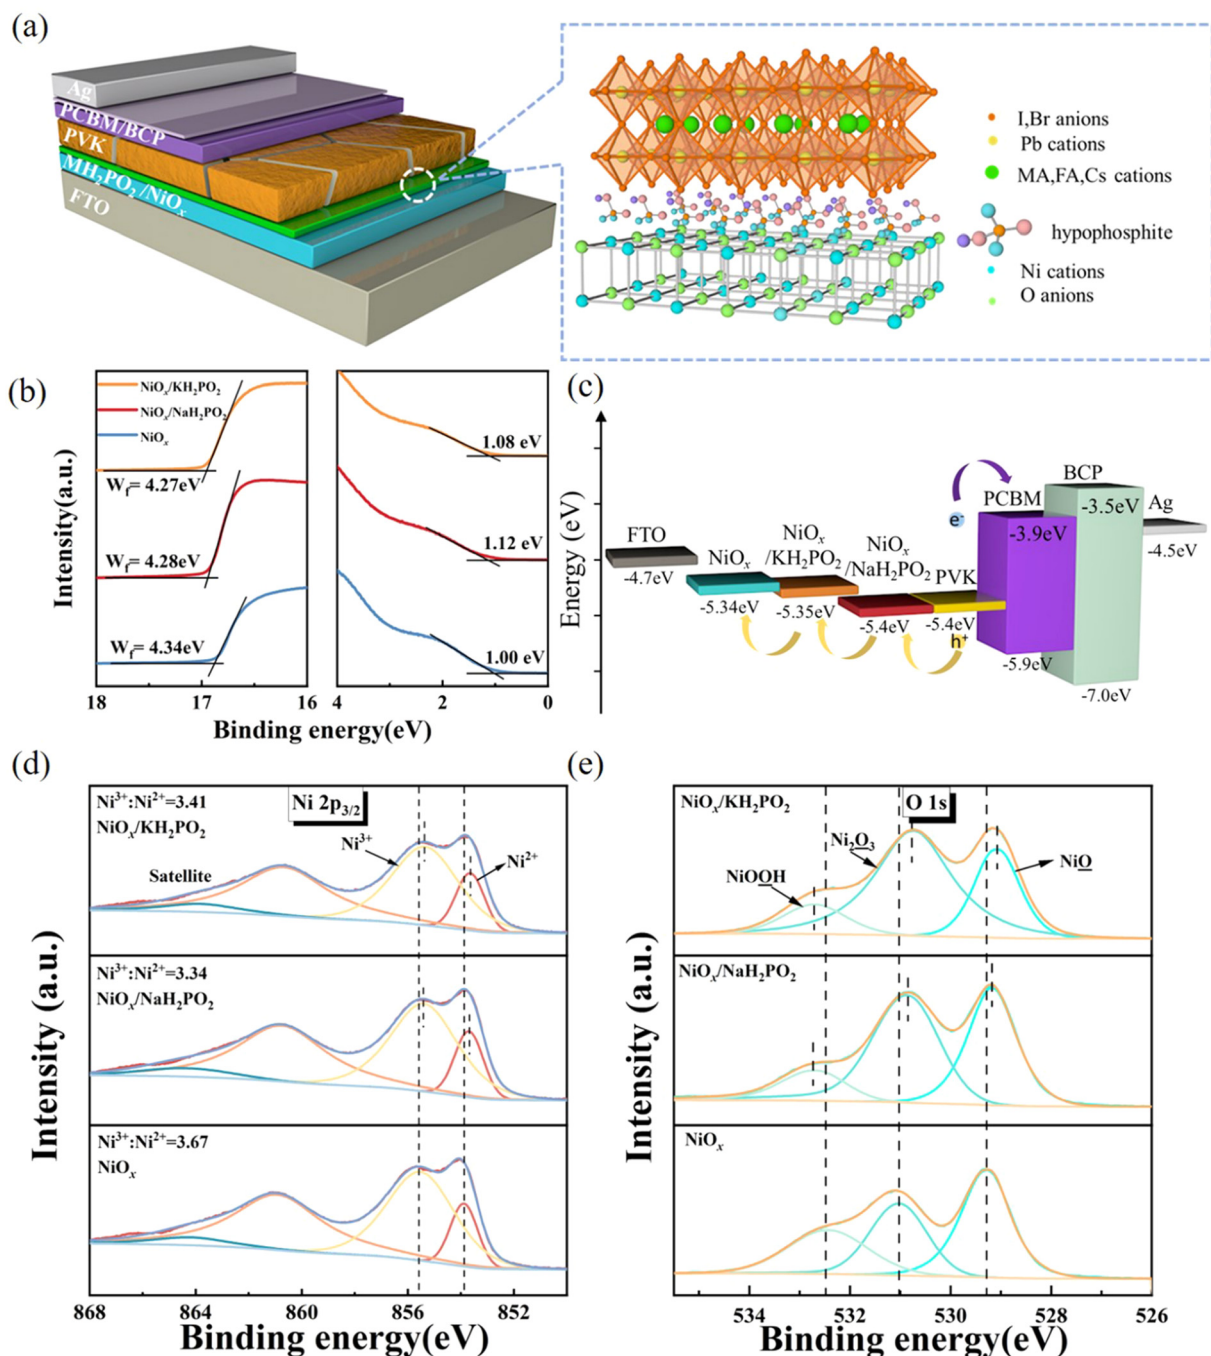 (a)
Ag
PCBM/BCP
PVK
MH₂PO₂/NiOₓ
FTO
I,Br anions
Pb cations
MA,FA,Cs cations
hypophosphite
Ni cations
O anions
(b)
NiOₓ/KH₂PO₂
NiOₓ/NaH₂PO₂
NiOₓ
Intensity(a.u.)
W_f= 4.27eV
W_f= 4.28eV
W_f= 4.34eV
1.08 eV
1.12 eV
1.00 eV
18 17 16 4 2 0
Binding energy(eV)
(c)
Energy (eV)
FTO
-4.7eV
NiOₓ
-5.34eV
NiOₓ
/KH₂PO₂
-5.35eV
NiOₓ
/NaH₂PO₂
-5.4eV
PVK
-5.4eV
h⁺
e⁻
PCBM
-3.9eV
-5.9eV
BCP
-3.5eV
-7.0eV
Ag
-4.5eV
(d)
Ni 2p₃/₂
Ni³⁺:Ni²⁺=3.41
NiOₓ/KH₂PO₂
Satellite
Ni³⁺
Ni²⁺
Ni³⁺:Ni²⁺=3.34
NiOₓ/NaH₂PO₂
Ni³⁺:Ni²⁺=3.67
NiOₓ
Intensity (a.u.)
868 864 860 856 852
Binding energy(eV)
(e)
NiOₓ/KH₂PO₂
O 1s
Ni₂O₃
NiOOH
NiO
NiOₓ/NaH₂PO₂
NiOₓ
Intensity (a.u.)
534 532 530 528 526
Binding energy(eV)